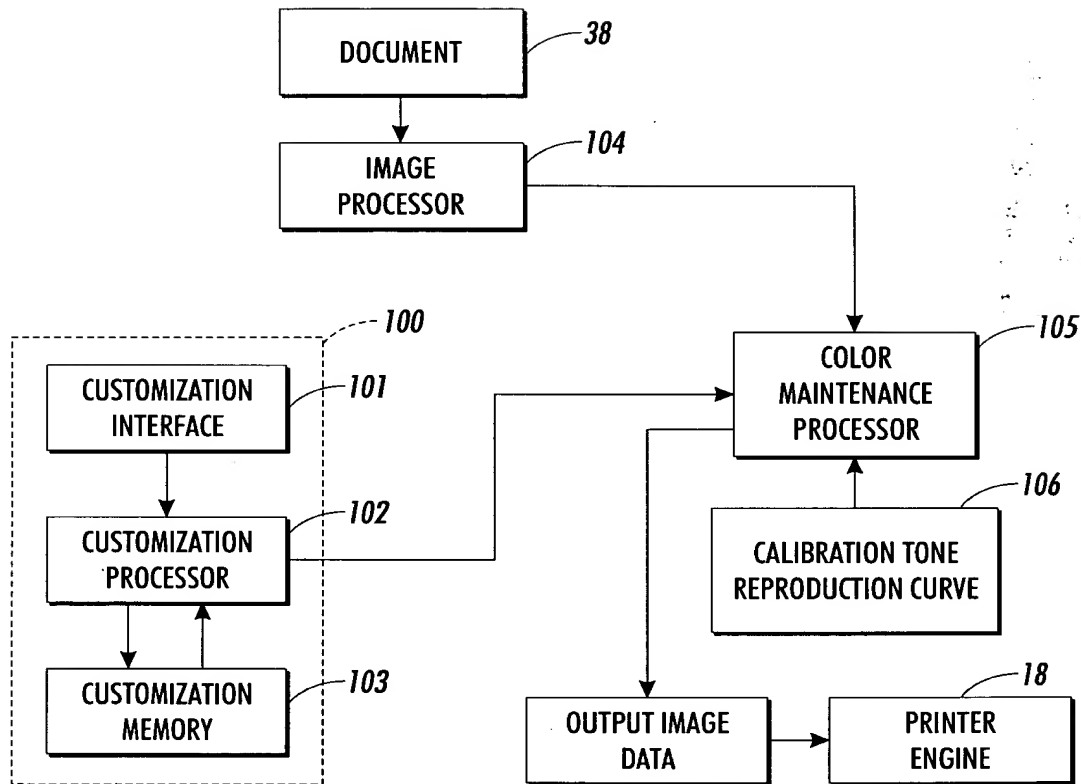 DOCUMENT
38
IMAGE
PROCESSOR
104
100
CUSTOMIZATION
INTERFACE
101
COLOR
MAINTENANCE
PROCESSOR
105
CUSTOMIZATION
PROCESSOR
102
CALIBRATION TONE
REPRODUCTION CURVE
106
CUSTOMIZATION
MEMORY
103
OUTPUT IMAGE
DATA
PRINTER
ENGINE
18